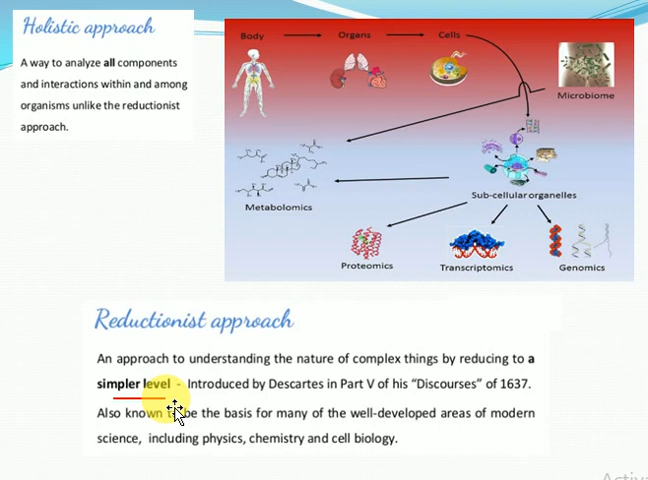 Holistic approach
A way to analyze all components
and interactions within and among
organisms unlike the reductionist
approach.
Body
Organs
Cells
Microbiome
Sub-cellular organelles
Metabolomics
Proteomics
Transcriptomics
Genomics
Reductionist approach
An approach to understanding the nature of complex things by reducing to a
simpler level - Introduced by Descartes in Part V of his “Discourses” of 1637.
Also known be the basis for many of the well-developed areas of modern
science, including physics, chemistry and cell biology.